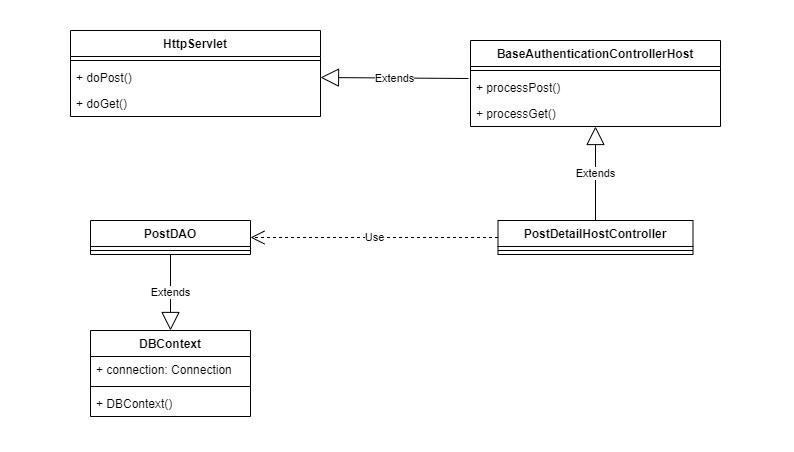 HttpServlet
+ doPost()
+ doGet()
Extends
BaseAuthenticationControllerHost
+ processPost()
+ processGet()
Extends
PostDAO
Use
PostDetailHostController
Extends
DBContext
+ connection: Connection
+ DBContext()